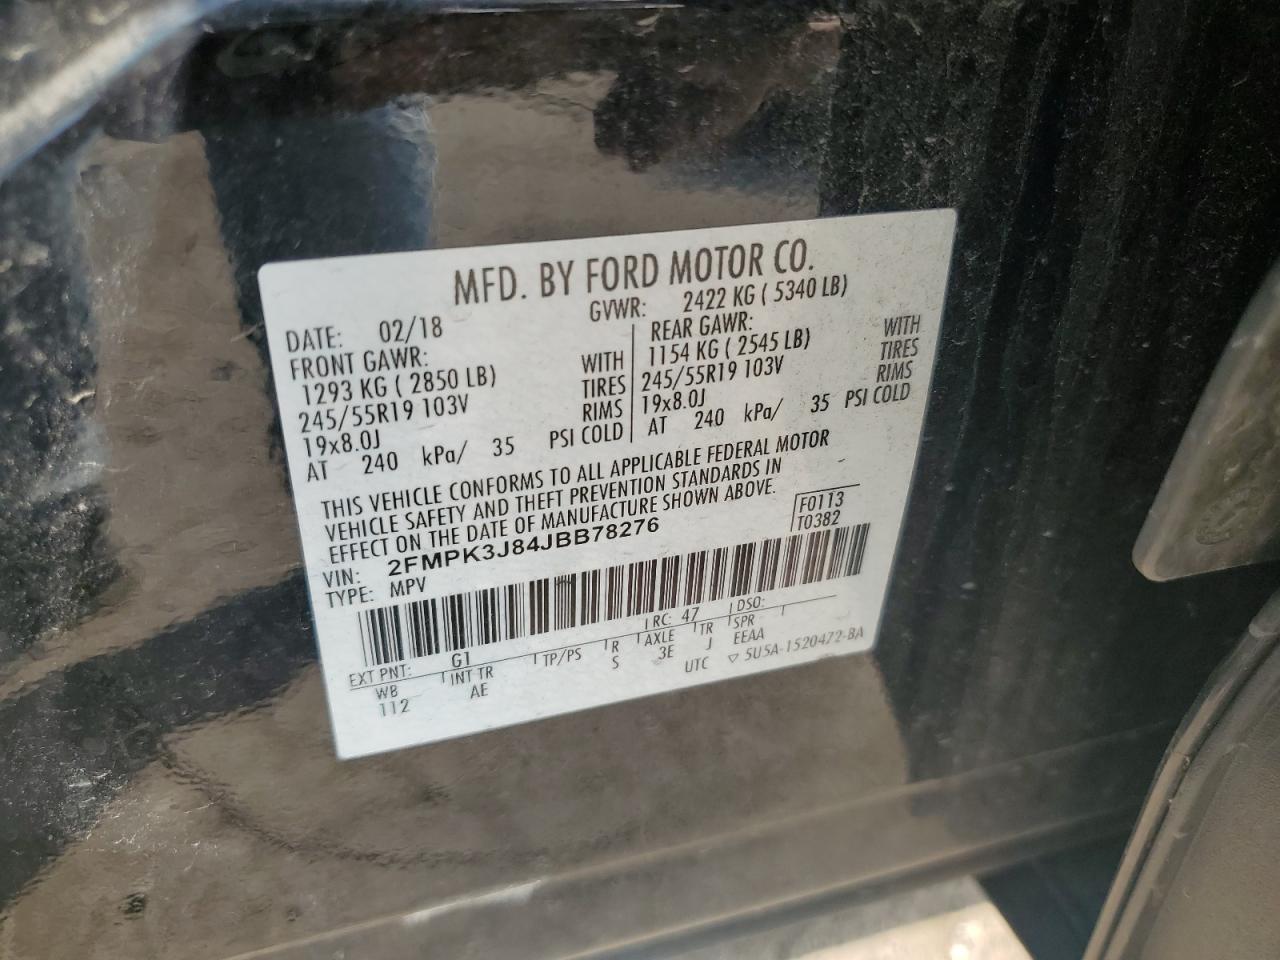 MFD. BY FORD MOTOR CO.
DATE: 02/18 GVWR: 2422 KG ( 5340 LB)
FRONT GAWR: REAR GAWR:
1293 KG ( 2850 LB) WITH 1154 KG ( 2545 LB) WITH
245/55R19 103V TIRES 245/55R19 103V TIRES
19x8.0J RIMS 19x8.0J RIMS
AT 240 kPa/ 35 PSI COLD AT 240 kPa/ 35 PSI COLD
THIS VEHICLE CONFORMS TO ALL APPLICABLE FEDERAL MOTOR
VEHICLE SAFETY AND THEFT PREVENTION STANDARDS IN
EFFECT ON THE DATE OF MANUFACTURE SHOWN ABOVE.
F0113
T0382
VIN: 2FMPK3J84JBB78276
TYPE: MPV
EXT PNT: G1 RC: 47 DSO:
WB INT TR TP/PS R AXLE TR SPR
112 AE S 3E J EEAA
UTC ▽ 5U5A-1520472-BA